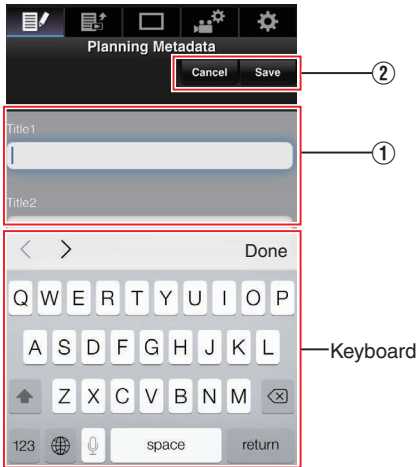 Planning Metadata
Cancel Save ②
Title1
①
Title2
Done
Q W E R T Y U I O P
A S D F G H J K L
Keyboard
Z X C V B N M
123 space return